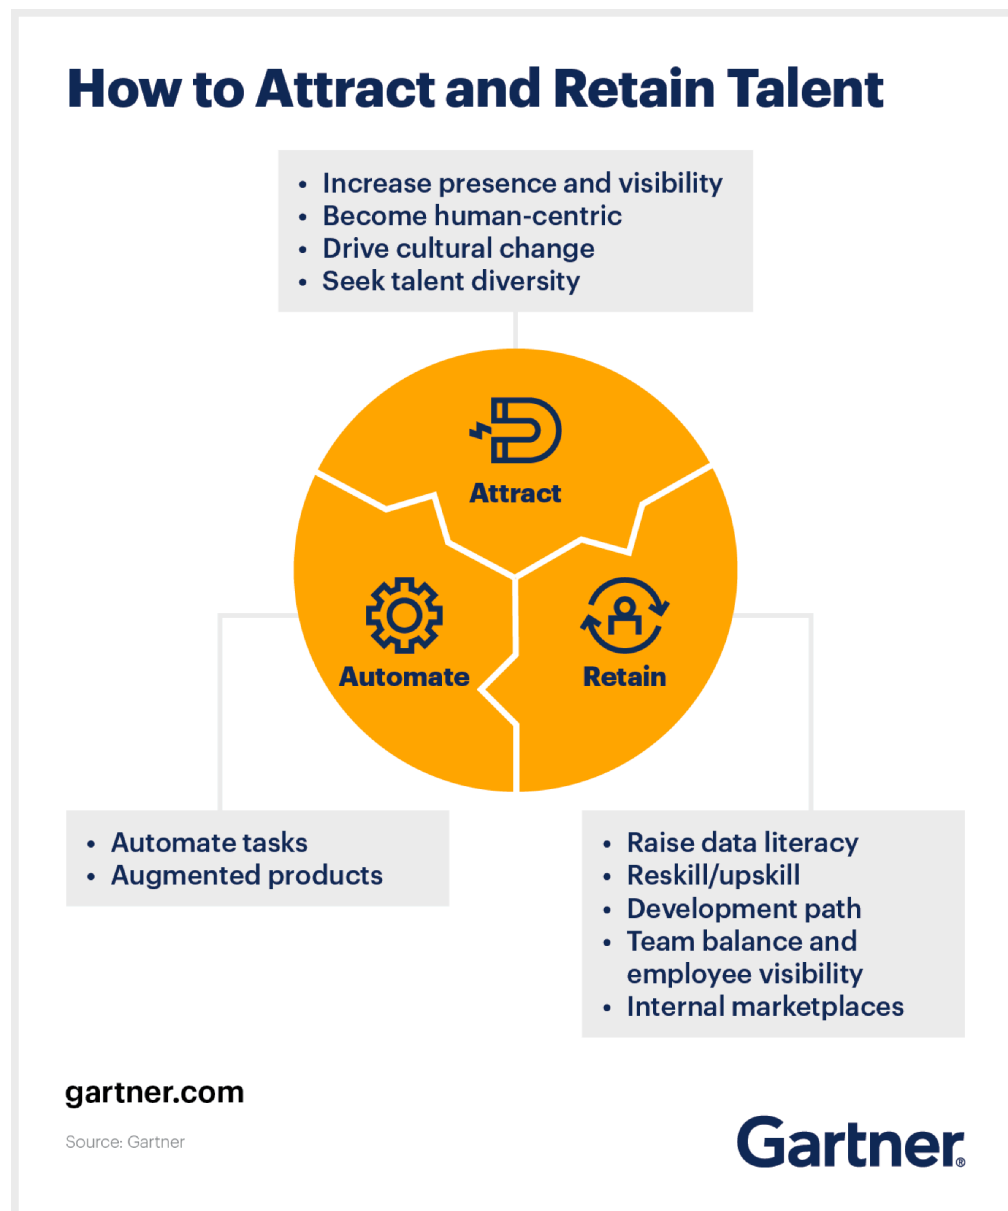 How to Attract and Retain Talent
• Increase presence and visibility
• Become human-centric
• Drive cultural change
• Seek talent diversity
Attract
Automate
Retain
• Automate tasks
• Augmented products
• Raise data literacy
• Reskill/upskill
• Development path
• Team balance and
employee visibility
• Internal marketplaces
gartner.com
Source: Gartner
Gartner®